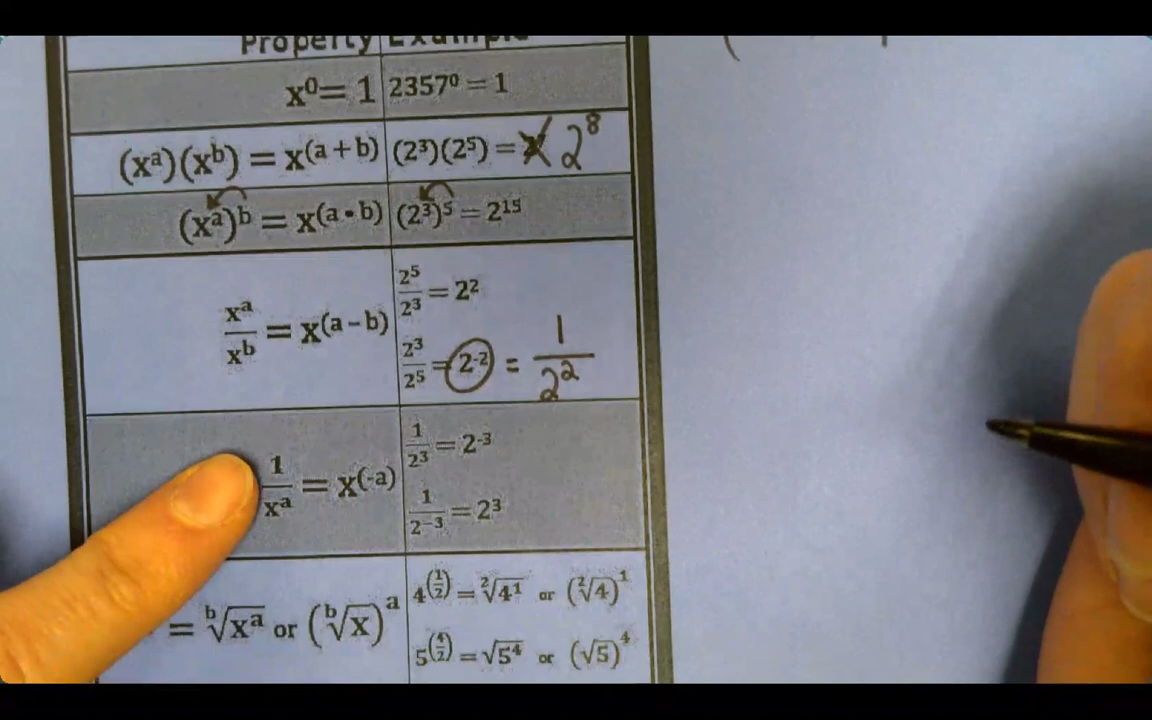 Property Example
x⁰ = 1 2357⁰ = 1
(xᵃ)(xᵇ) = x⁽ᵃ ⁺ ᵇ⁾ (2³)(2⁵) = 2⁸
(xᵃ)ᵇ = x⁽ᵃ • ᵇ⁾ (2³)⁵ = 2¹⁵
xᵃ/xᵇ = x⁽ᵃ ⁻ ᵇ⁾ 2⁵/2³ = 2²
2³/2⁵ = 2⁻² = 1/2²
1/xᵃ = x⁽⁻ᵃ⁾ 1/2³ = 2⁻³
1/2⁻³ = 2³
= ᵇ√xᵃ or (ᵇ√x)ᵃ 4^(1/2) = ²√4¹ or (²√4)¹
5^(4/2) = √5⁴ or (√5)⁴